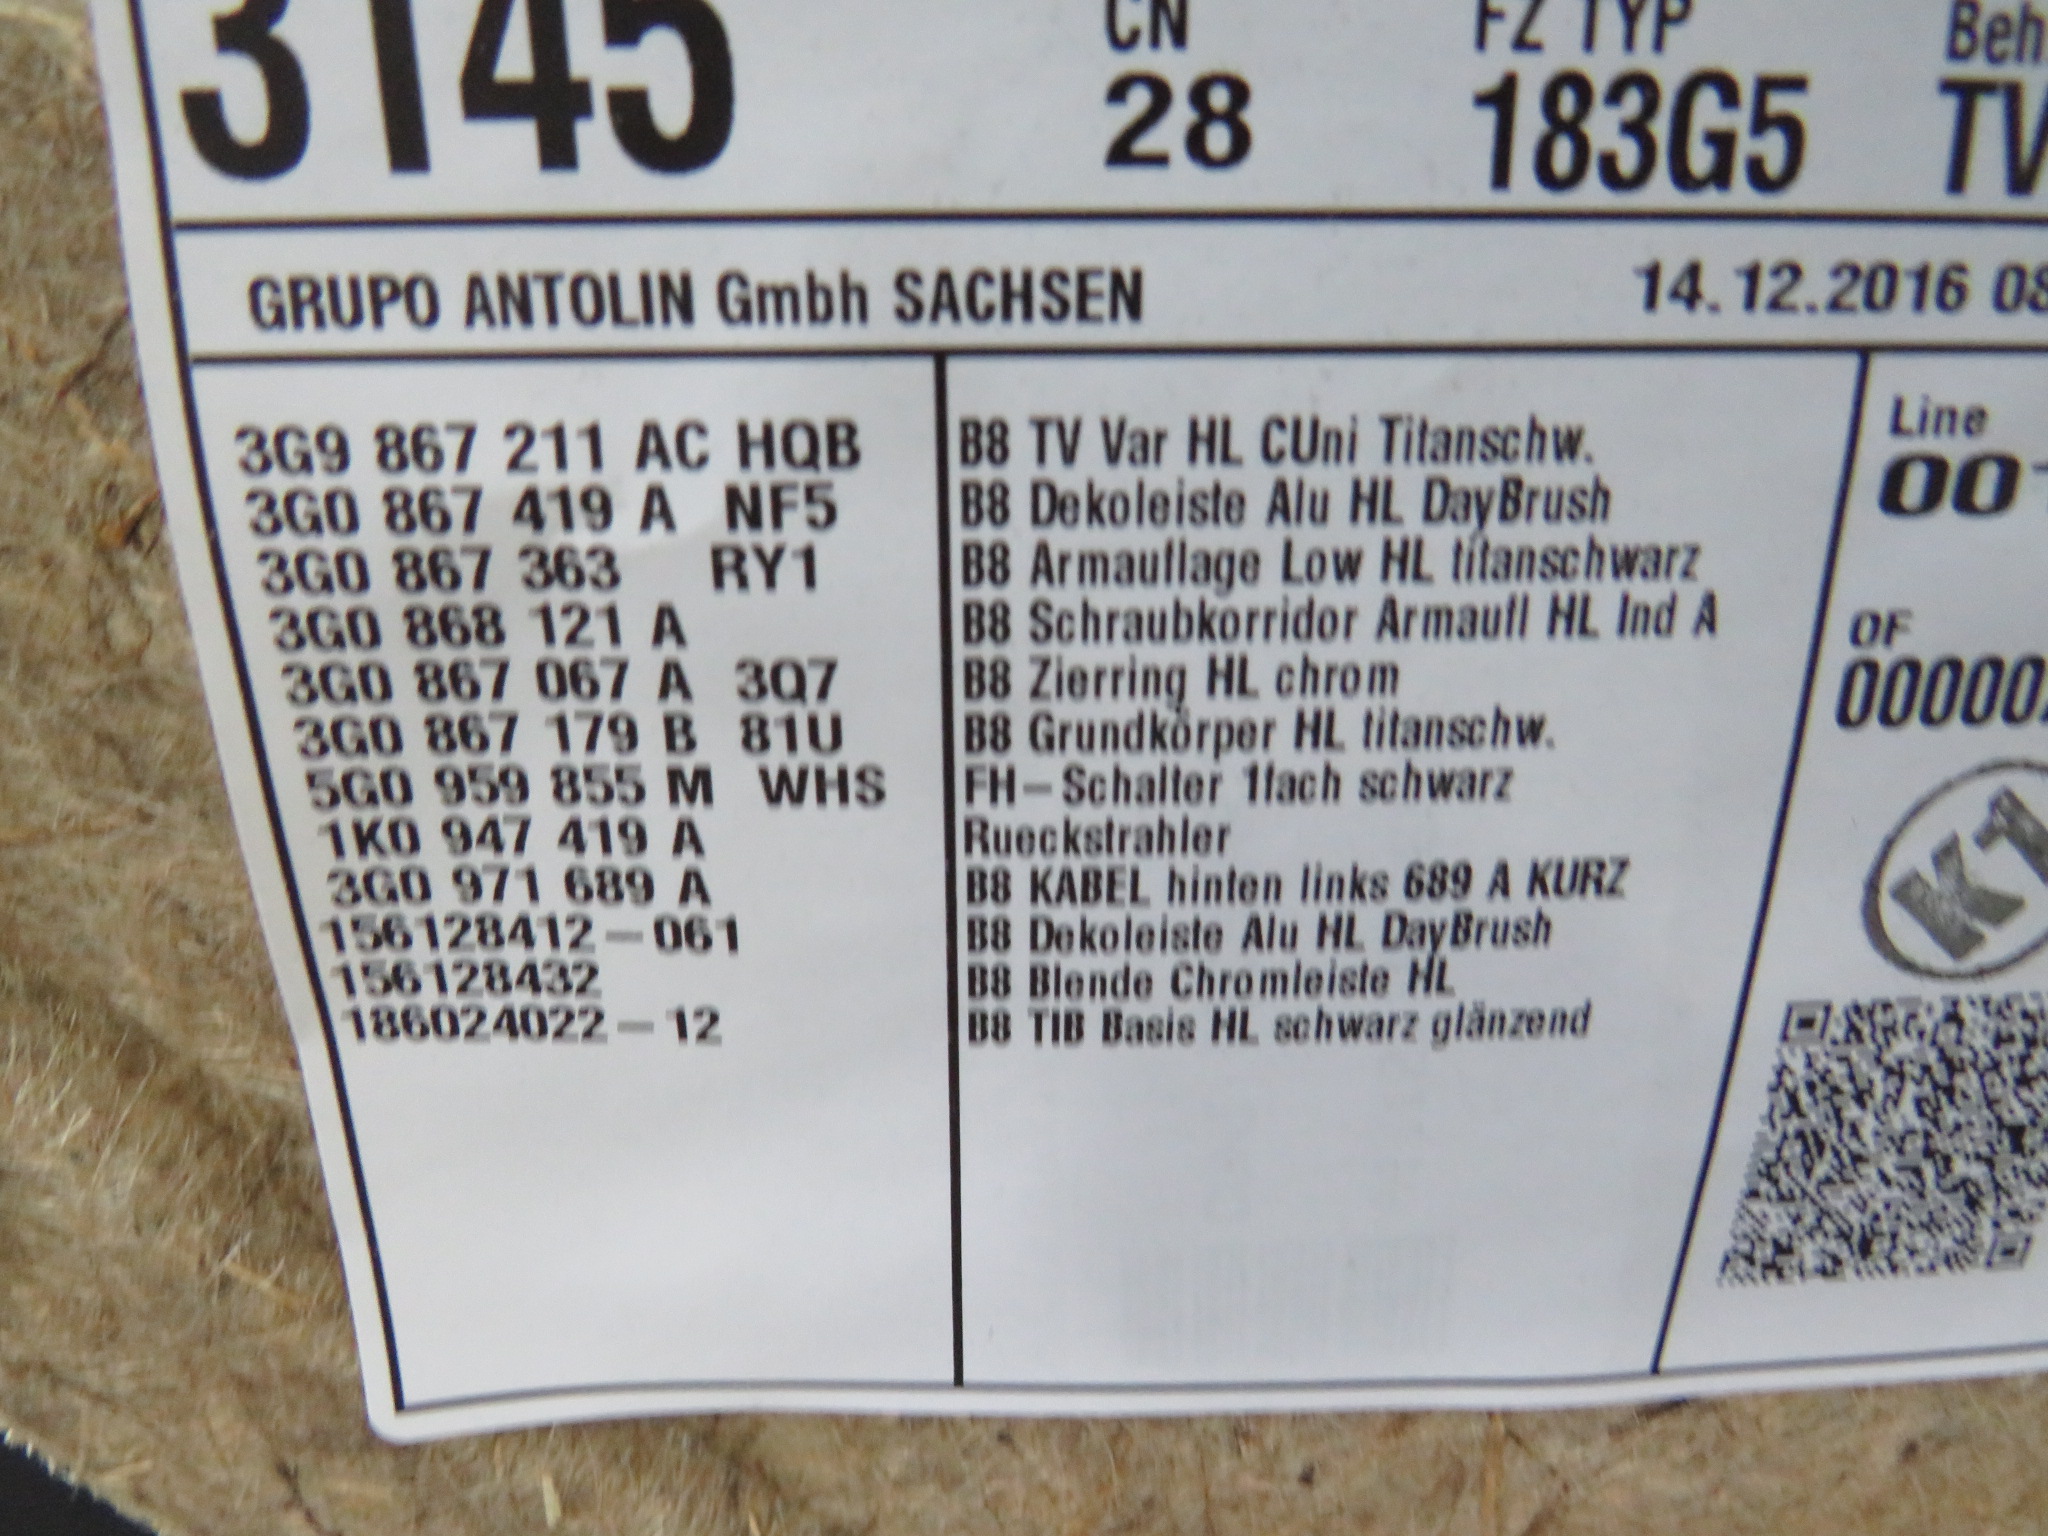 3145
CN
28
FZ TYP
183G5
Beh
TV
GRUPO ANTOLIN Gmbh SACHSEN
14.12.2016 08
3G9 867 211 AC HQB B8 TV Var HL CUni Titanschw.
3G0 867 419 A NF5 B8 Dekoleiste Alu HL DayBrush
3G0 867 363 RY1 B8 Armauflage Low HL titanschwarz
3G0 868 121 A B8 Schraubkorridor Armaufl HL Ind A
3G0 867 067 A 3Q7 B8 Zierring HL chrom
3G0 867 179 B 81U B8 Grundkörper HL titanschw.
5G0 959 855 M WHS FH-Schalter 1fach schwarz
1K0 947 419 A Rueckstrahler
3G0 971 689 A B8 KABEL hinten links 689 A KURZ
156128412-061 B8 Dekoleiste Alu HL DayBrush
156128432 B8 Blende Chromleiste HL
186024022-12 B8 TIB Basis HL schwarz glänzend
Line
00
OF
00000